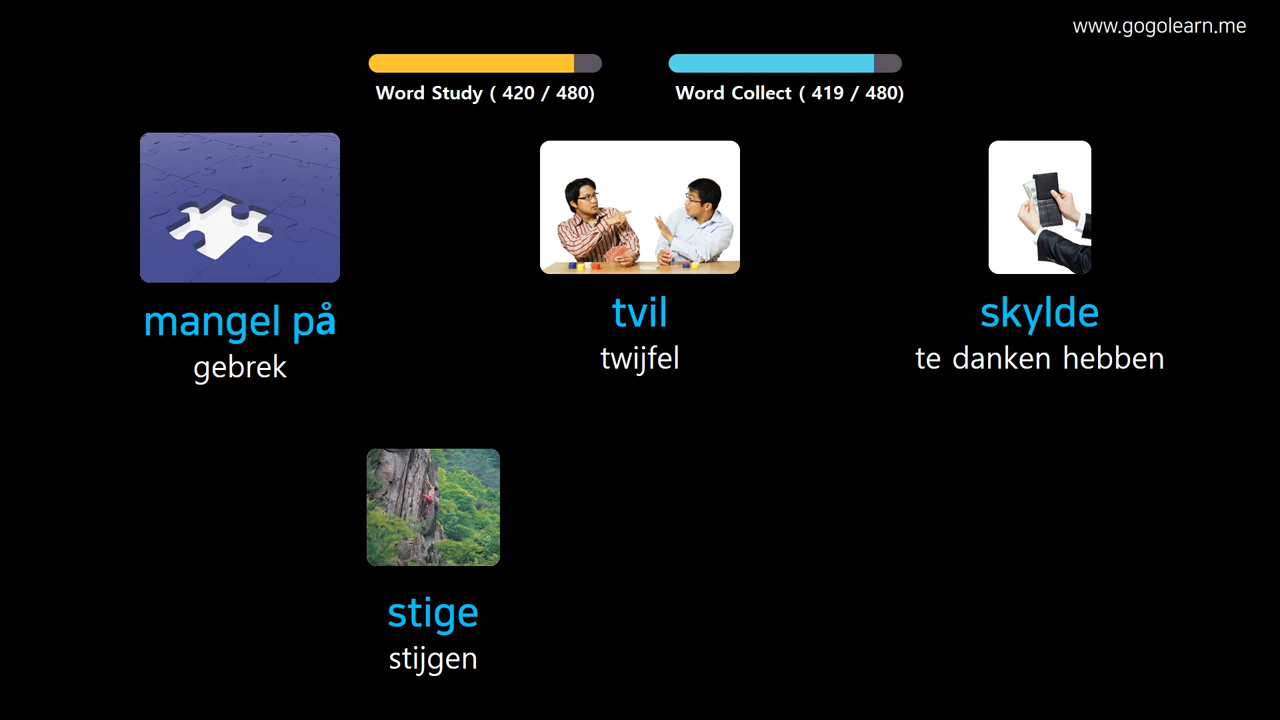 www.gogolearn.me
Word Study ( 420 / 480)
Word Collect ( 419 / 480)
mangel på
gebrek
tvil
twijfel
skylde
te danken hebben
stige
stijgen